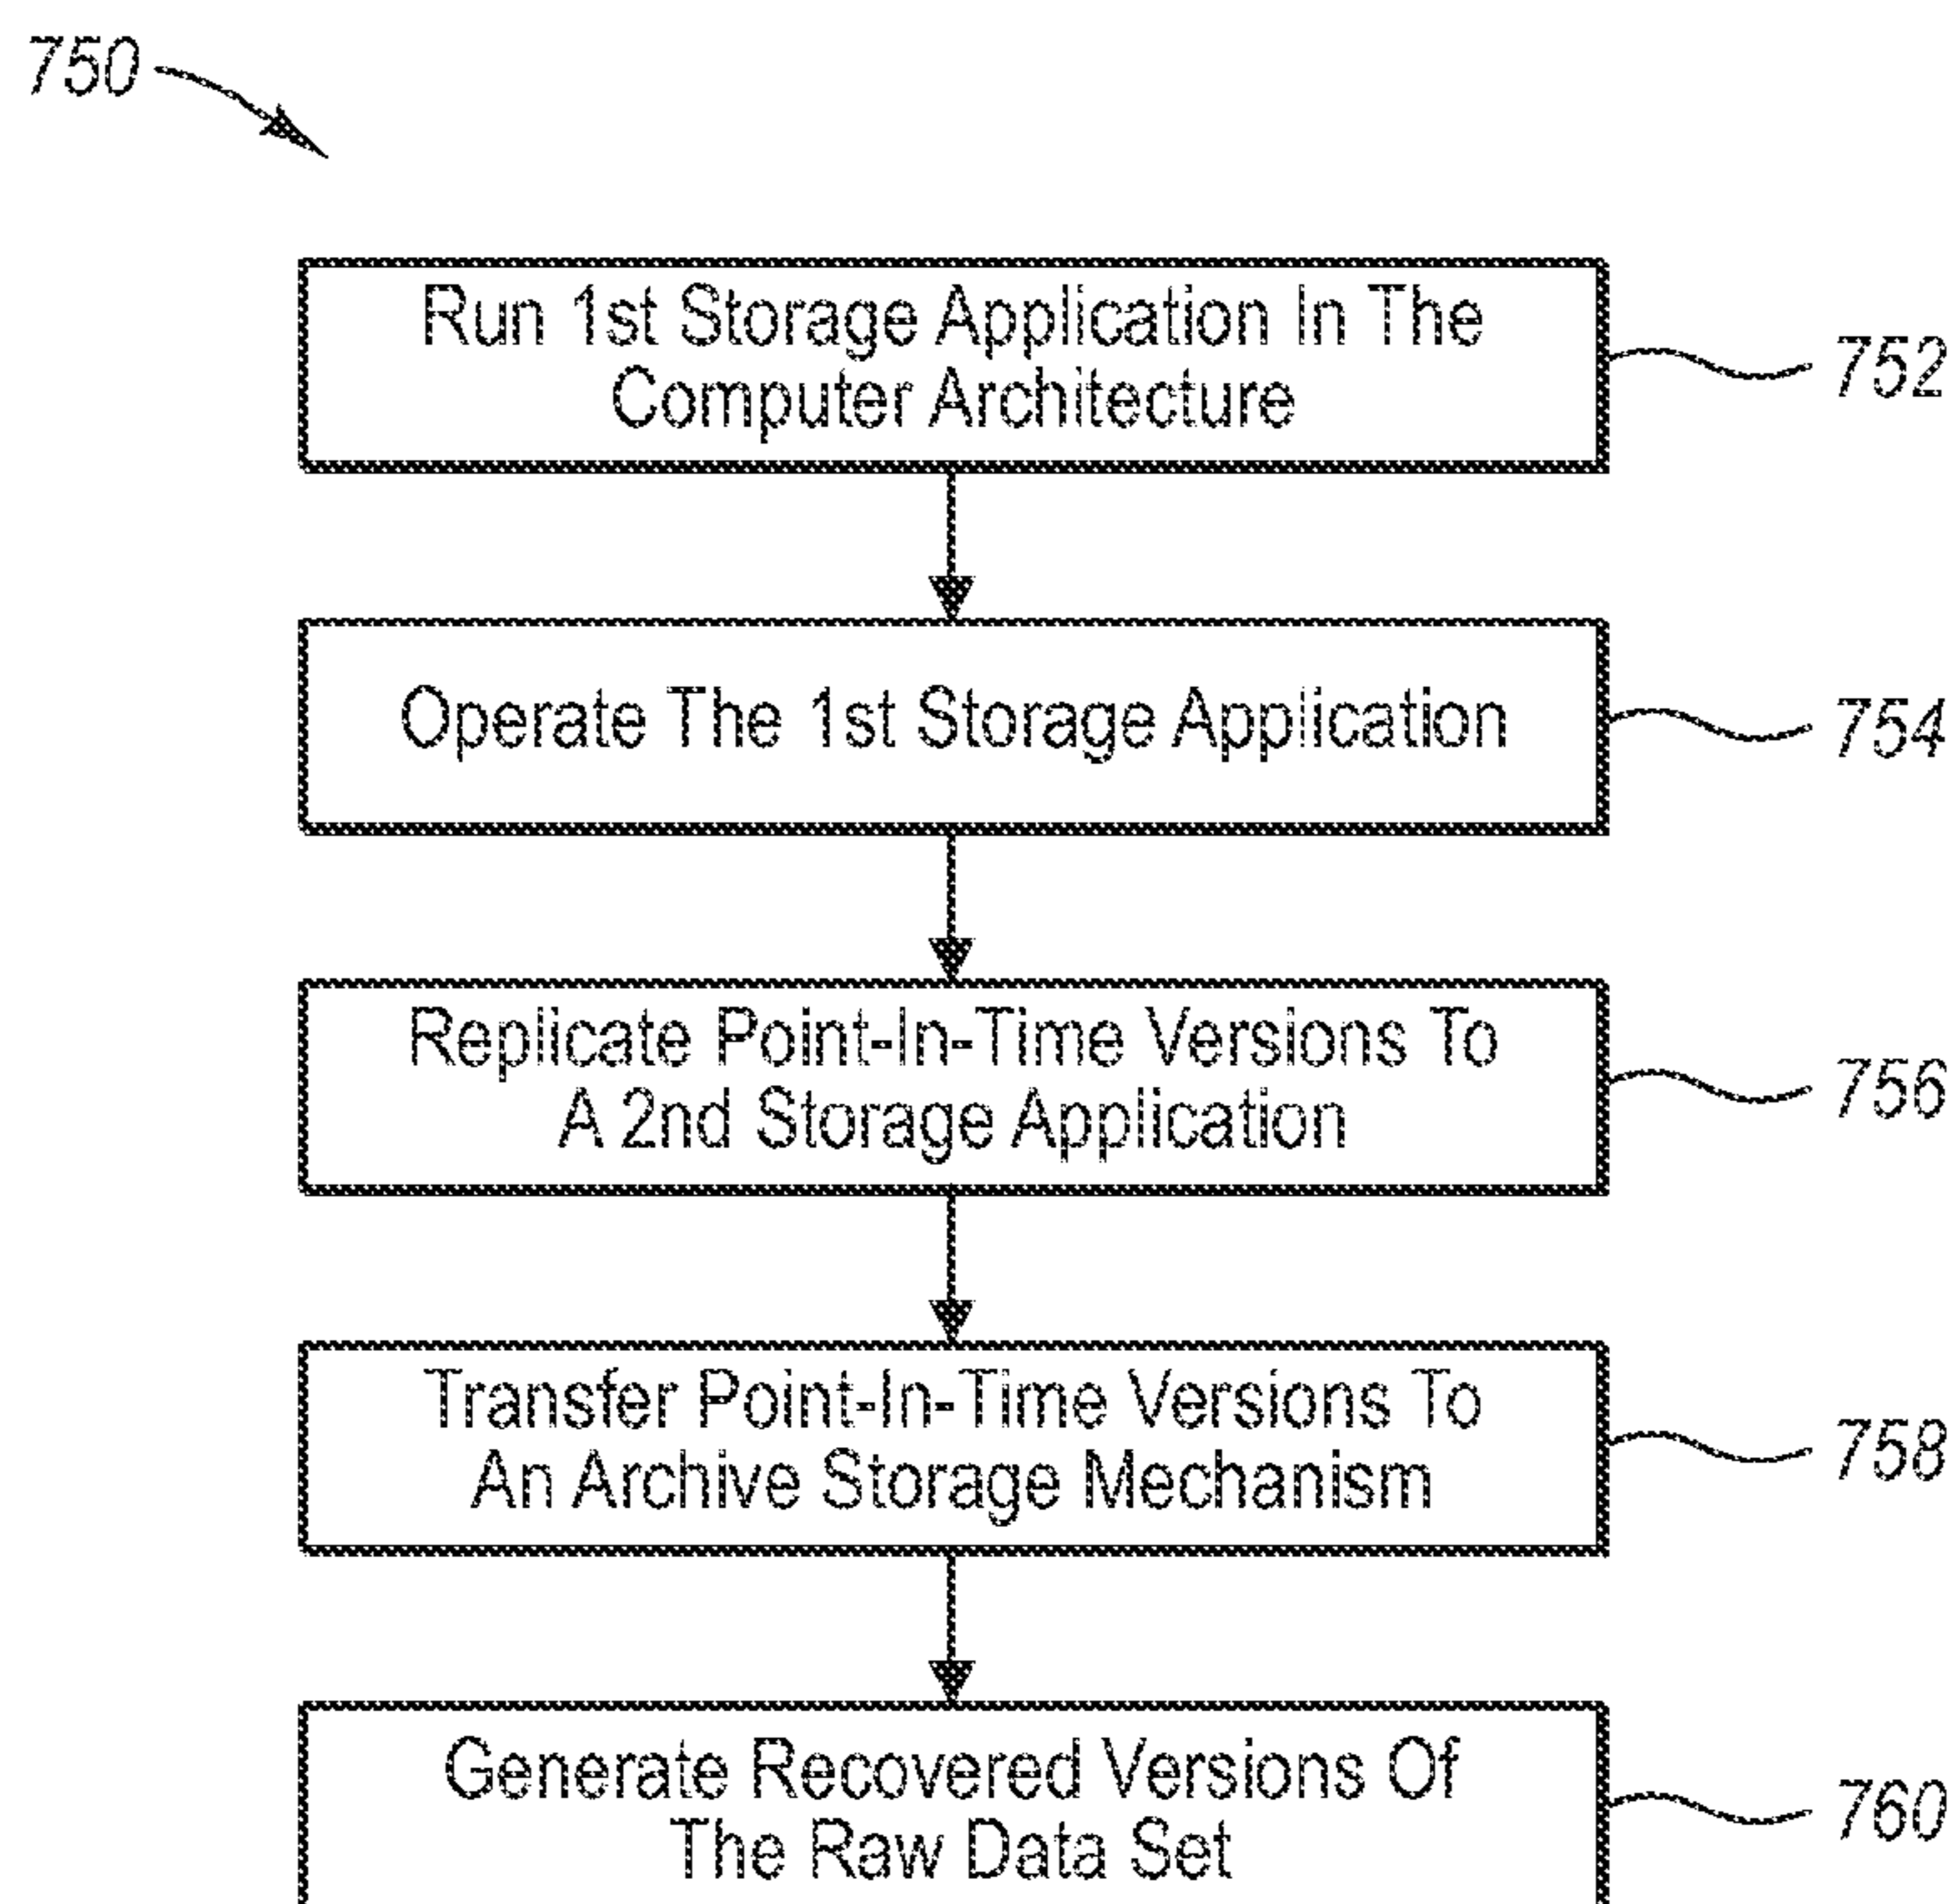 750
Run 1st Storage Application In The
Computer Architecture
752
Operate The 1st Storage Application
754
Replicate Point-In-Time Versions To
A 2nd Storage Application
756
Transfer Point-In-Time Versions To
An Archive Storage Mechanism
758
Generate Recovered Versions Of
The Raw Data Set
760